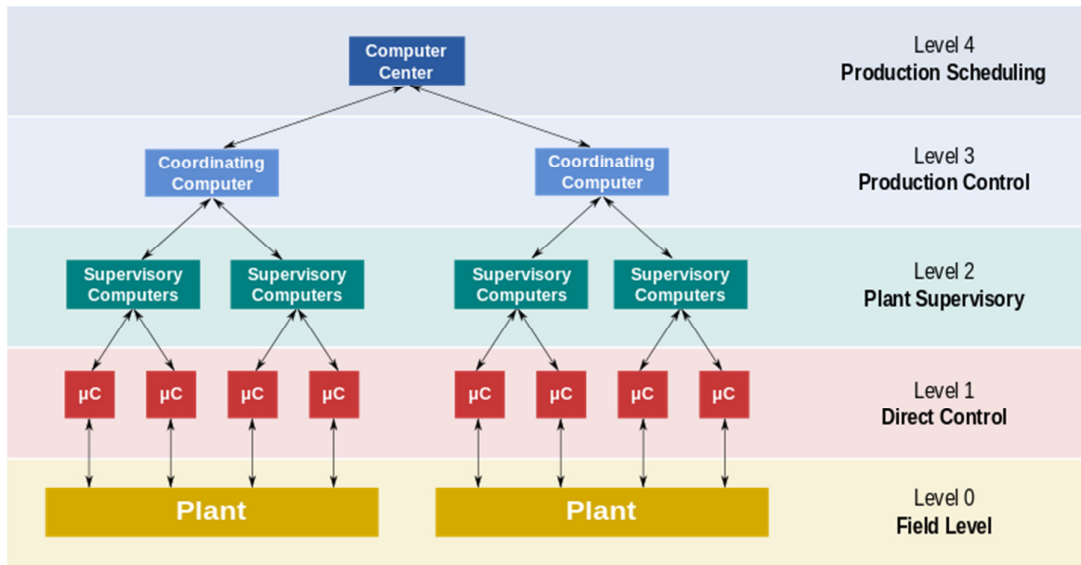 Computer
Center
Level 4
Production Scheduling
Coordinating
Computer
Coordinating
Computer
Level 3
Production Control
Supervisory
Computers
Supervisory
Computers
Supervisory
Computers
Supervisory
Computers
Level 2
Plant Supervisory
µC
µC
µC
µC
µC
µC
µC
µC
Level 1
Direct Control
Plant
Plant
Level 0
Field Level